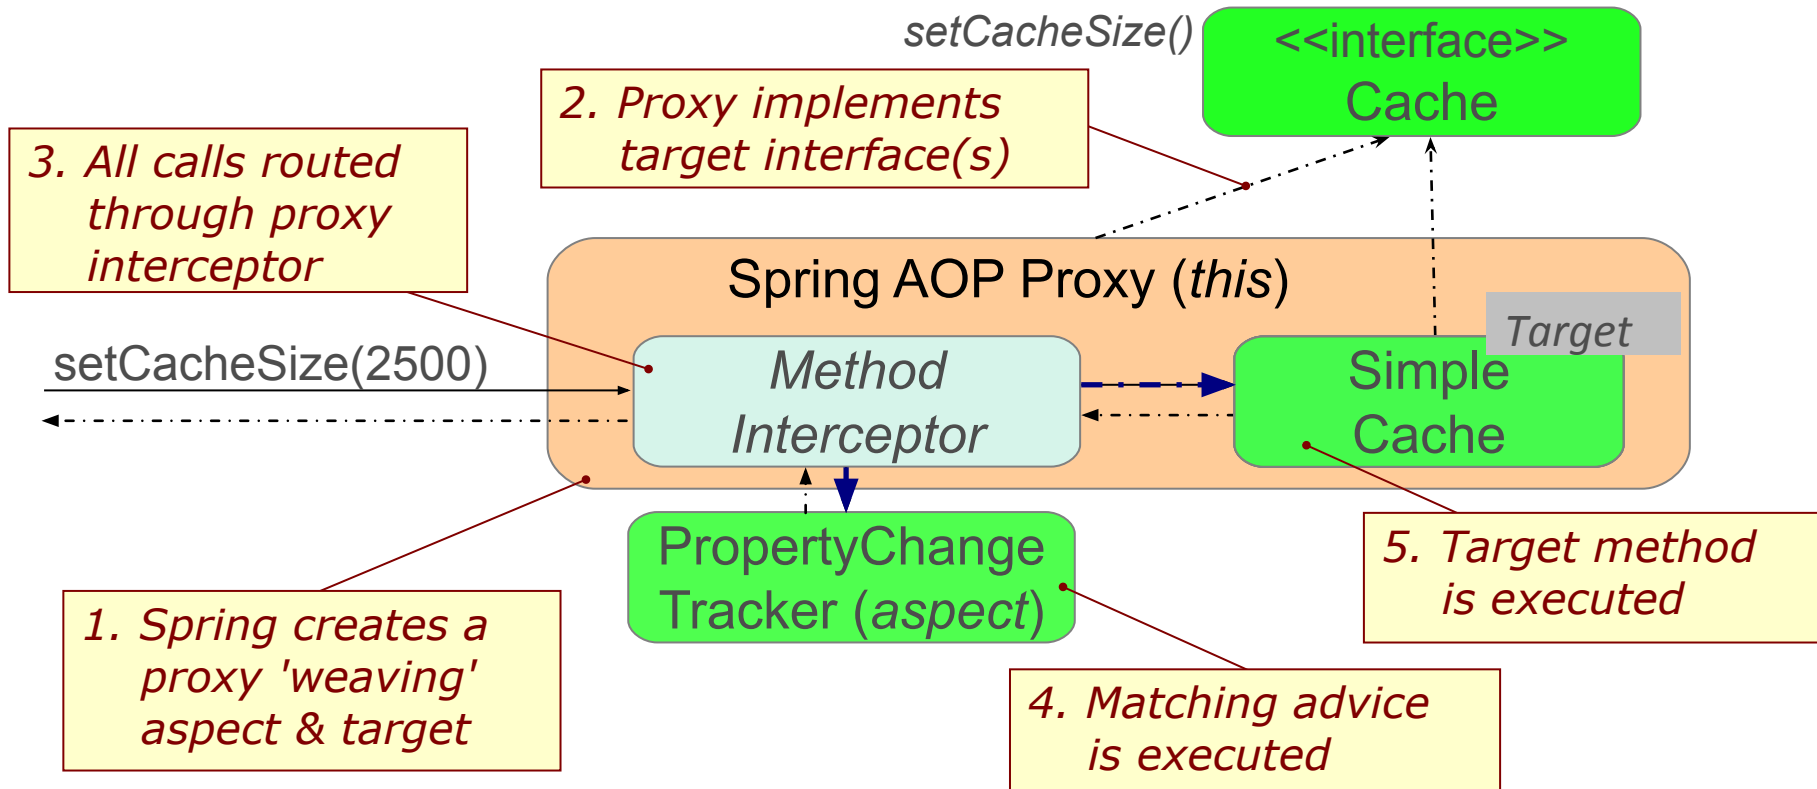 setCacheSize()
<<interface>>
Cache
2. Proxy implements
target interface(s)
3. All calls routed
through proxy
interceptor
Spring AOP Proxy (this)
Target
setCacheSize(2500)
Method
Interceptor
Simple
Cache
PropertyChange
Tracker (aspect)
5. Target method
is executed
1. Spring creates a
proxy 'weaving'
aspect & target
4. Matching advice
is executed